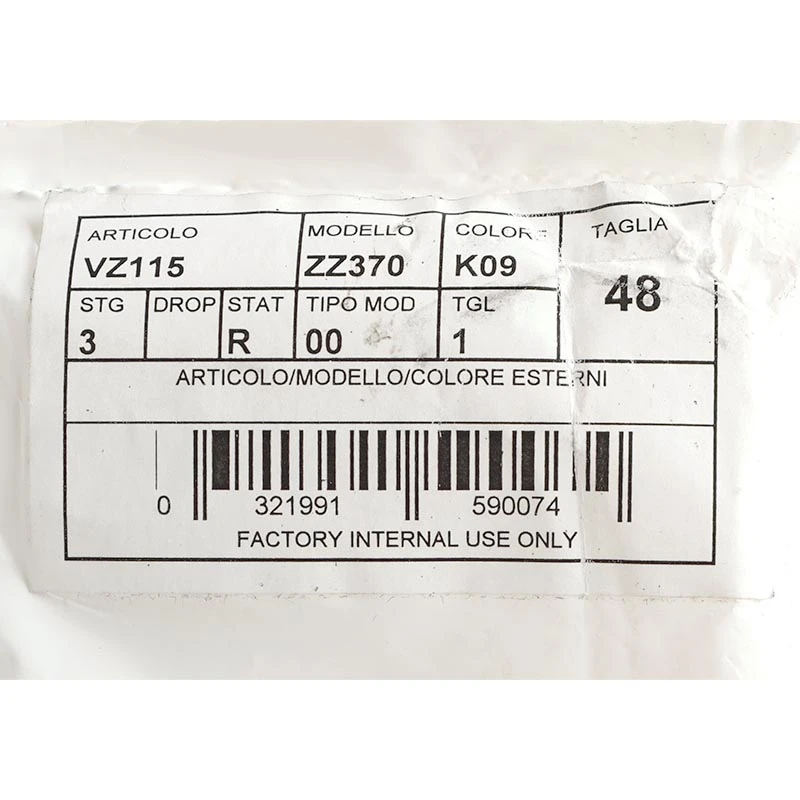 ARTICOLO MODELLO COLORE TAGLIA
VZ115 ZZ370 K09 48
STG DROP STAT TIPO MOD TGL
3 R 00 1
ARTICOLO/MODELLO/COLORE ESTERNI
0 321991 590074
FACTORY INTERNAL USE ONLY